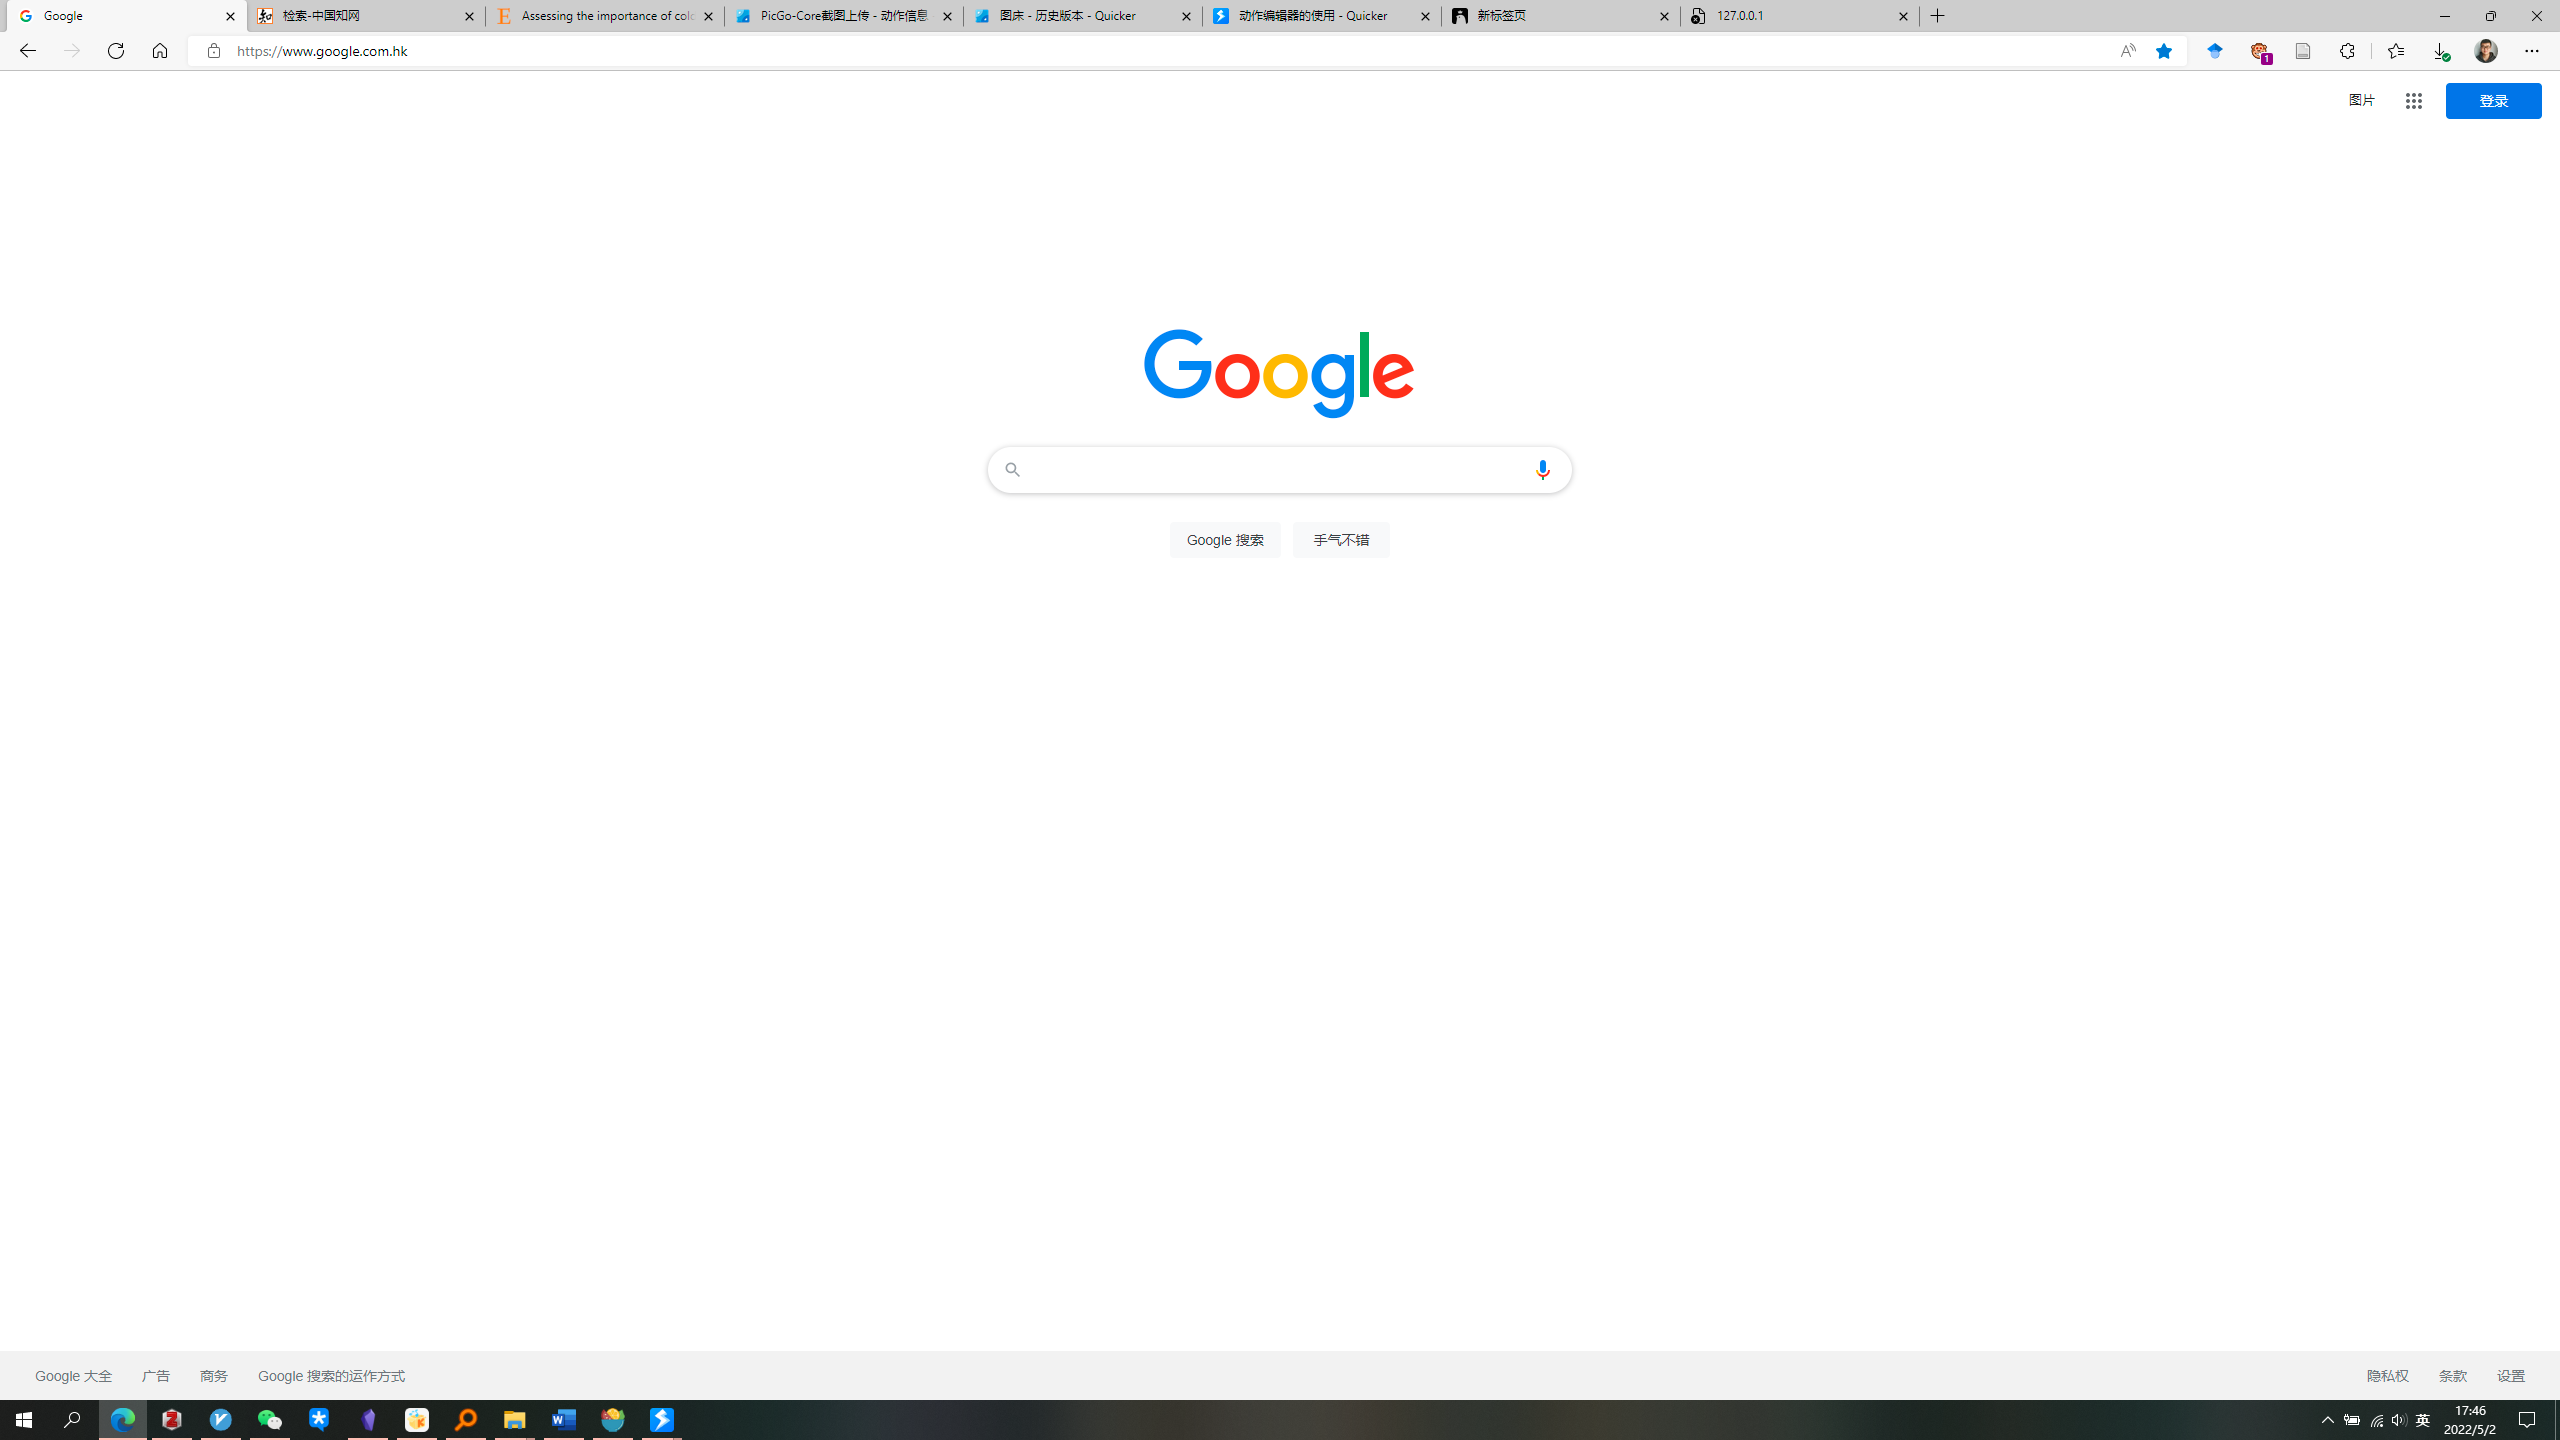 Google
检索-中国知网
Assessing the importance of cold
PicGo-Core截图上传 - 动作信息
图床 - 历史版本 - Quicker
动作编辑器的使用 - Quicker
新标签页
127.0.0.1
https://www.google.com.hk
1
图片
登录
Google
Google 搜索
手气不错
Google 大全
广告
商务
Google 搜索的运作方式
隐私权
条款
设置
英
17:46
2022/5/2